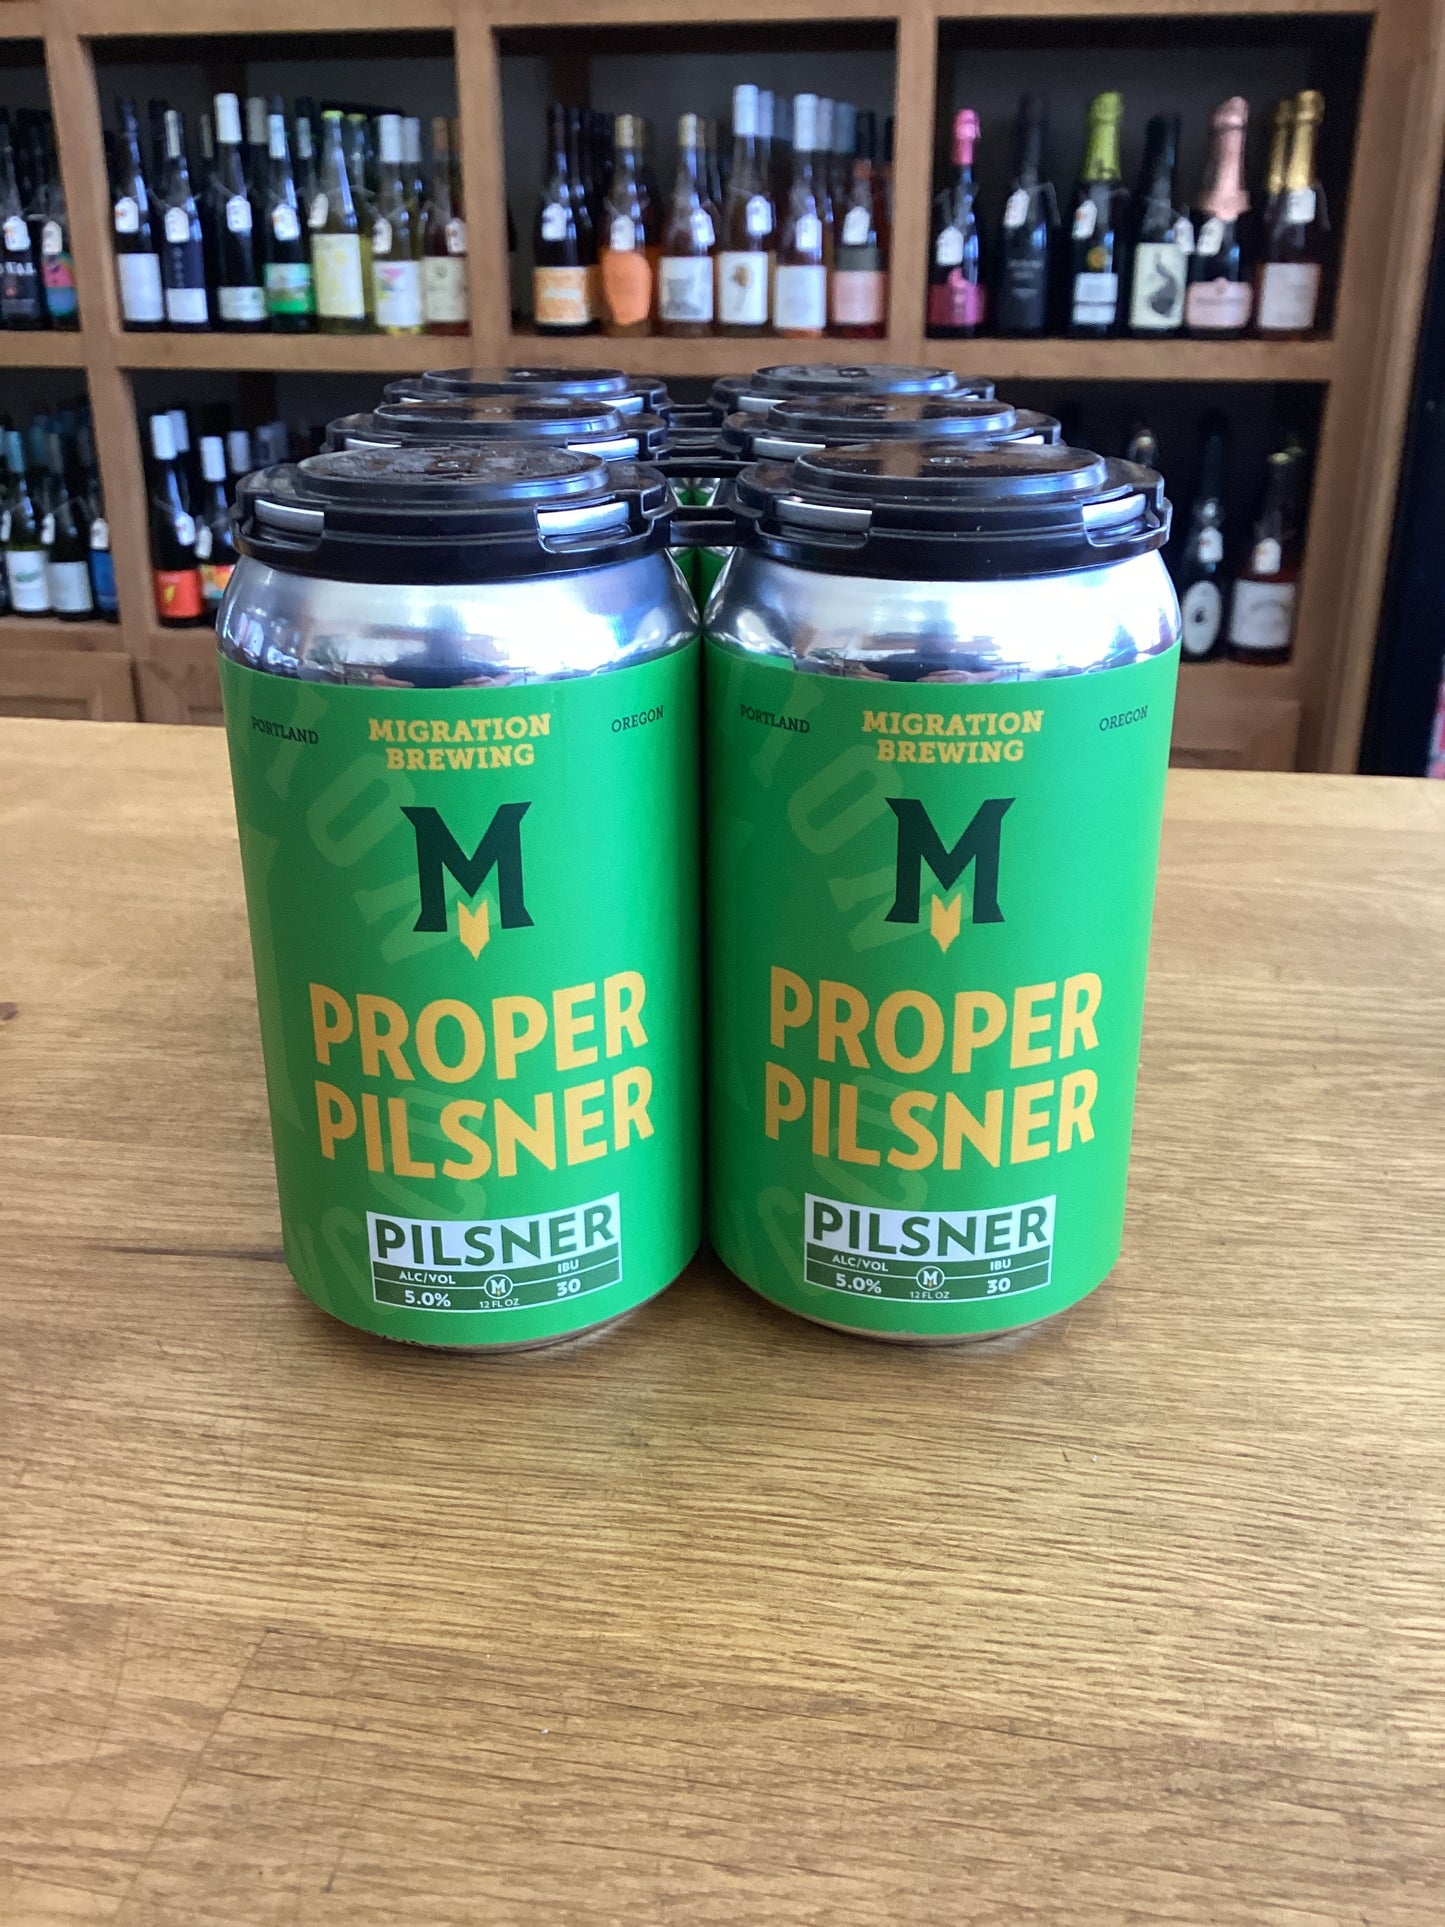 PORTLAND
MIGRATION
BREWING
OREGON
M
PROPER
PILSNER
PILSNER
ALC/VOL
IBU
5.0%
M
12 FL OZ
30
PORTLAND
MIGRATION
BREWING
OREGON
M
PROPER
PILSNER
PILSNER
ALC/VOL
IBU
5.0%
M
12 FL OZ
30